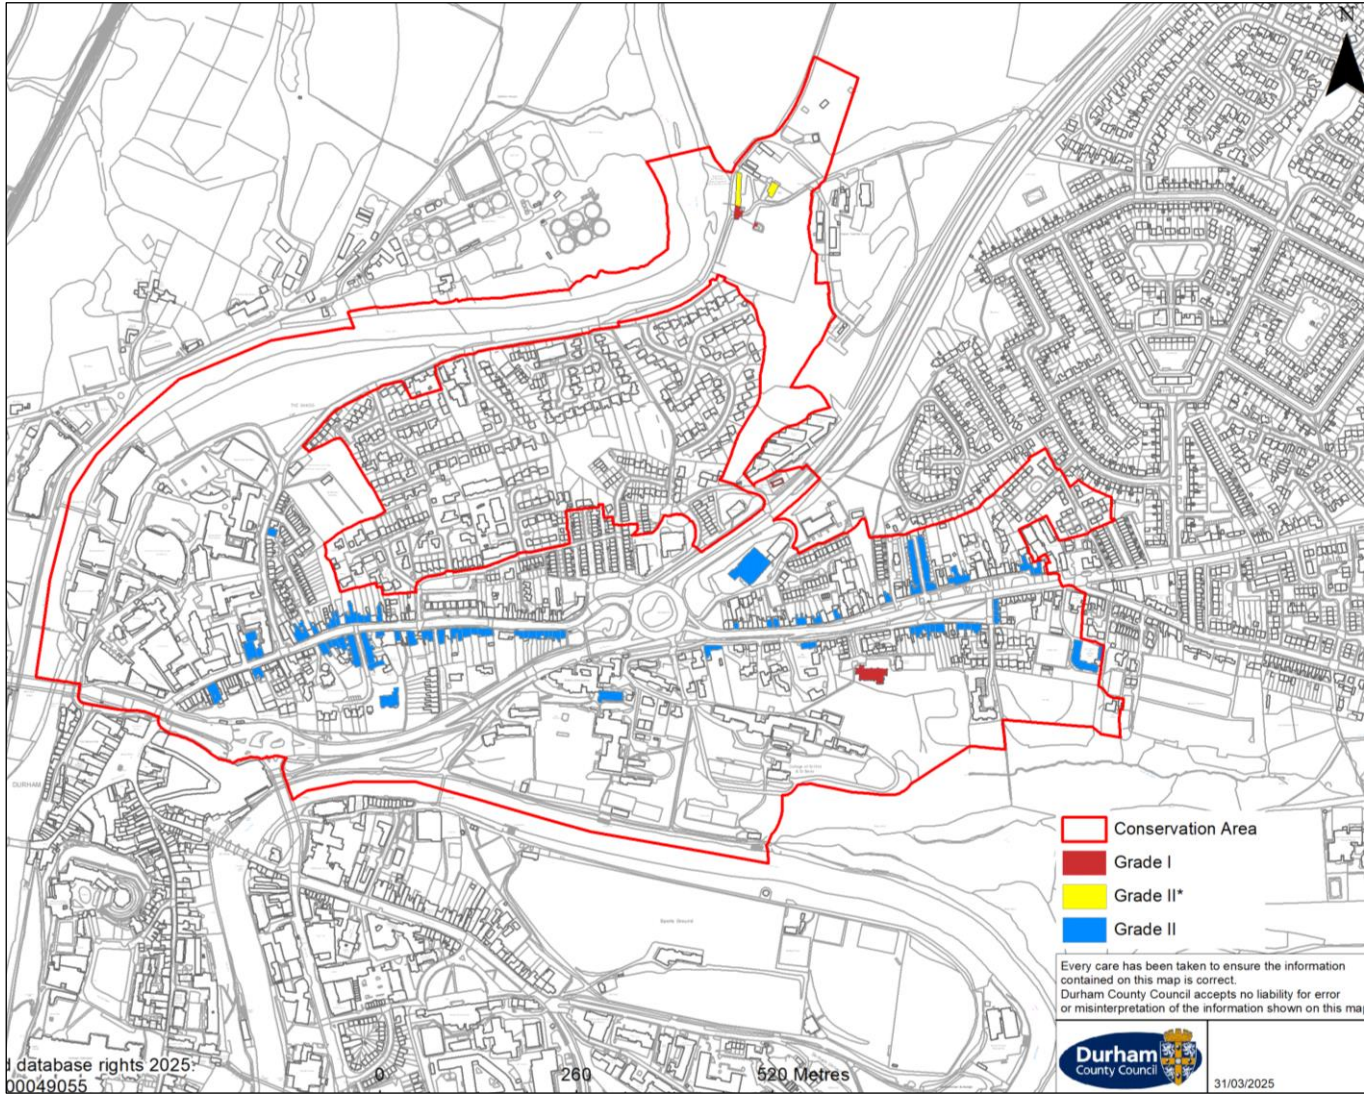 N
DURHAM
Sports Ground
Conservation Area
Grade I
Grade II*
Grade II
Every care has been taken to ensure the information
contained on this map is correct.
Durham County Council accepts no liability for error
or misinterpretation of the information shown on this map
d database rights 2025.
00049055
0 260 520 Metres
Durham
County Council
31/03/2025